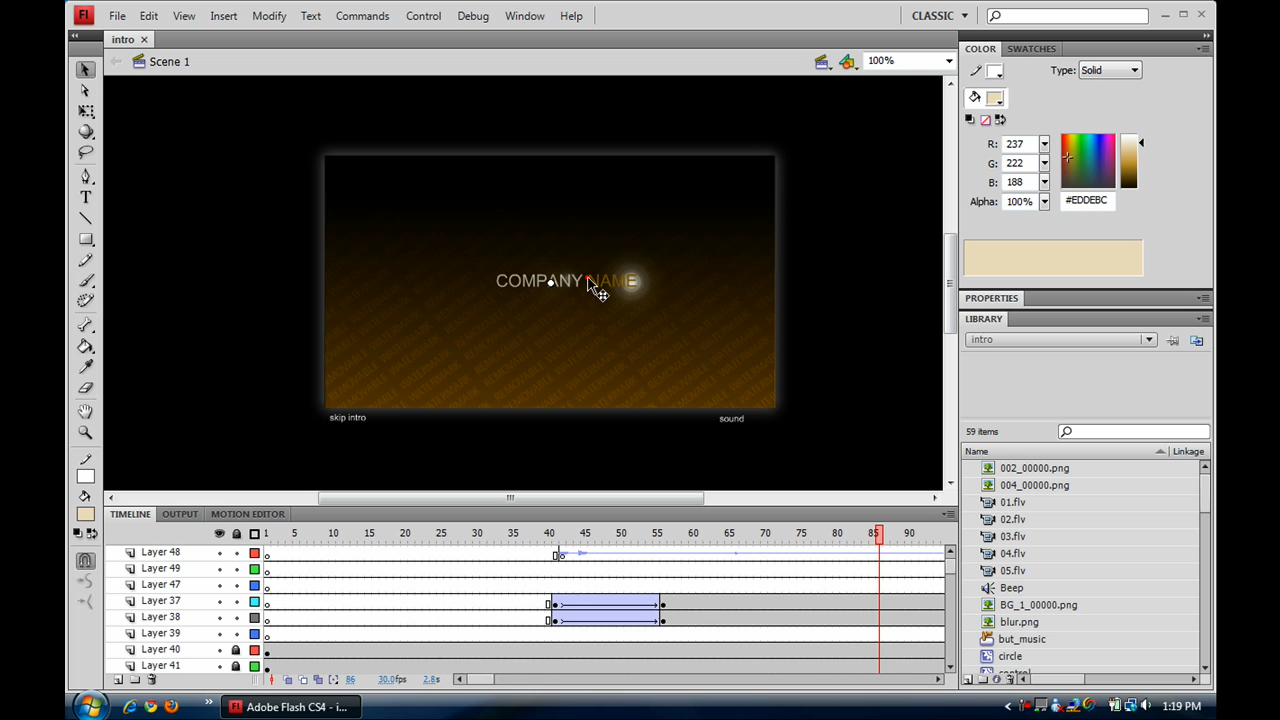 Fl File Edit View Insert Modify Text Commands Control Debug Window Help CLASSIC
intro
Scene 1 100%
COMPANY NAME
skip intro sound
COLOR SWATCHES
Type: Solid
R: 237
G: 222
B: 188
Alpha: 100% #EDDEBC
PROPERTIES
LIBRARY
intro
59 items
Name Linkage
002_00000.png
004_00000.png
01.flv
02.flv
03.flv
04.flv
05.flv
Beep
BG_1_00000.png
blur.png
but_music
circle
TIMELINE OUTPUT MOTION EDITOR
1 5 10 15 20 25 30 35 40 45 50 55 60 65 70 75 80 85 90
Layer 48
Layer 49
Layer 47
Layer 37
Layer 38
Layer 39
Layer 40
Layer 41
86 30.0fps 2.8s
Adobe Flash CS4 - i... 1:19 PM